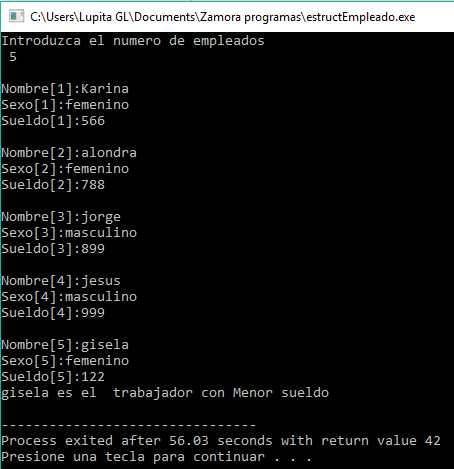 C:\Users\Lupita GL\Documents\Zamora programas\estructEmpleado.exe
Introduzca el numero de empleados
5
Nombre[1]:Karina
Sexo[1]:femenino
Sueldo[1]:566
Nombre[2]:alondra
Sexo[2]:femenino
Sueldo[2]:788
Nombre[3]:jorge
Sexo[3]:masculino
Sueldo[3]:899
Nombre[4]:jesus
Sexo[4]:masculino
Sueldo[4]:999
Nombre[5]:gisela
Sexo[5]:femenino
Sueldo[5]:122
gisela es el  trabajador con Menor sueldo
--------------------------------
Process exited after 56.03 seconds with return value 42
Presione una tecla para continuar . . .